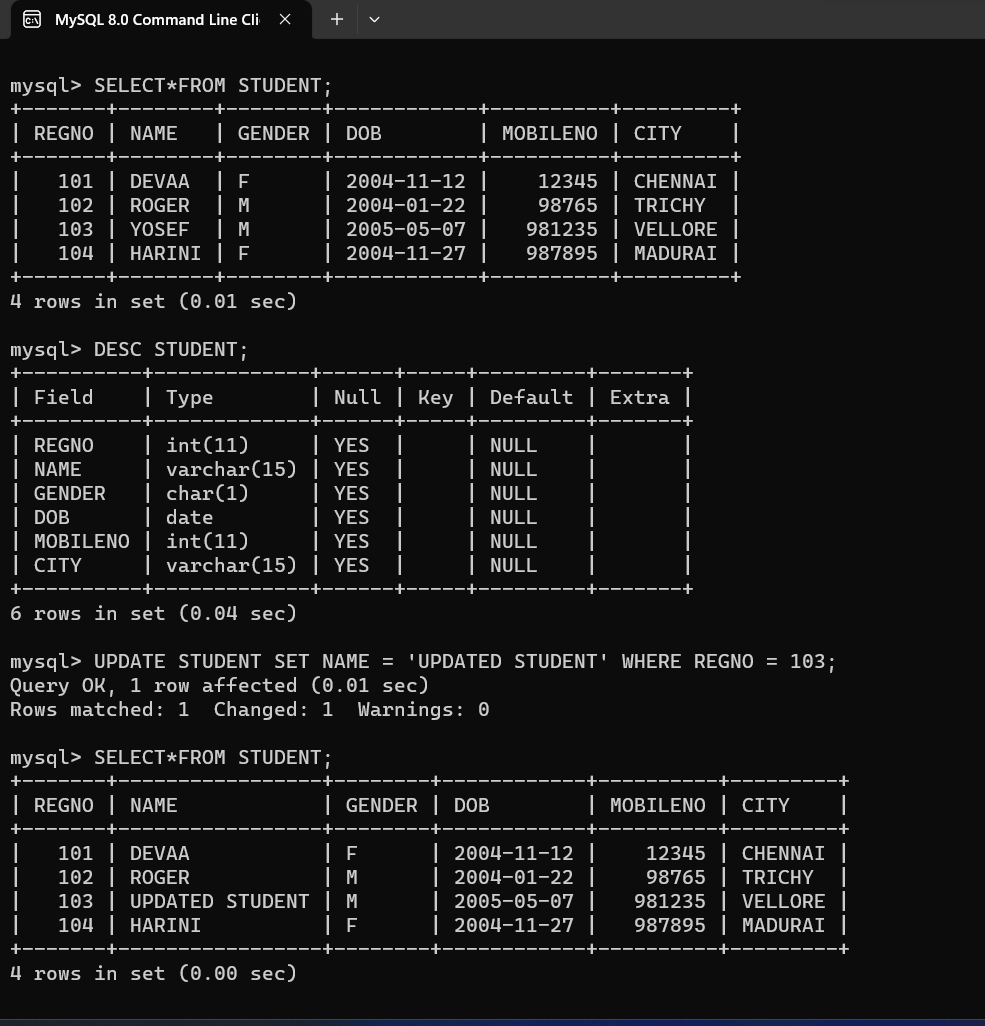 MySQL 8.0 Command Line Cli
mysql> SELECT*FROM STUDENT;
+-------+--------+--------+------------+----------+---------+
| REGNO | NAME   | GENDER | DOB        | MOBILENO | CITY    |
+-------+--------+--------+------------+----------+---------+
|   101 | DEVAA  | F      | 2004-11-12 |    12345 | CHENNAI |
|   102 | ROGER  | M      | 2004-01-22 |    98765 | TRICHY  |
|   103 | YOSEF  | M      | 2005-05-07 |   981235 | VELLORE |
|   104 | HARINI | F      | 2004-11-27 |   987895 | MADURAI |
+-------+--------+--------+------------+----------+---------+
4 rows in set (0.01 sec)
mysql> DESC STUDENT;
+----------+-------------+------+-----+---------+-------+
| Field    | Type        | Null | Key | Default | Extra |
+----------+-------------+------+-----+---------+-------+
| REGNO    | int(11)     | YES  |     | NULL    |       |
| NAME     | varchar(15) | YES  |     | NULL    |       |
| GENDER   | char(1)     | YES  |     | NULL    |       |
| DOB      | date        | YES  |     | NULL    |       |
| MOBILENO | int(11)     | YES  |     | NULL    |       |
| CITY     | varchar(15) | YES  |     | NULL    |       |
+----------+-------------+------+-----+---------+-------+
6 rows in set (0.04 sec)
mysql> UPDATE STUDENT SET NAME = 'UPDATED STUDENT' WHERE REGNO = 103;
Query OK, 1 row affected (0.01 sec)
Rows matched: 1  Changed: 1  Warnings: 0
mysql> SELECT*FROM STUDENT;
+-------+-----------------+--------+------------+----------+---------+
| REGNO | NAME            | GENDER | DOB        | MOBILENO | CITY    |
+-------+-----------------+--------+------------+----------+---------+
|   101 | DEVAA           | F      | 2004-11-12 |    12345 | CHENNAI |
|   102 | ROGER           | M      | 2004-01-22 |    98765 | TRICHY  |
|   103 | UPDATED STUDENT | M      | 2005-05-07 |   981235 | VELLORE |
|   104 | HARINI          | F      | 2004-11-27 |   987895 | MADURAI |
+-------+-----------------+--------+------------+----------+---------+
4 rows in set (0.00 sec)